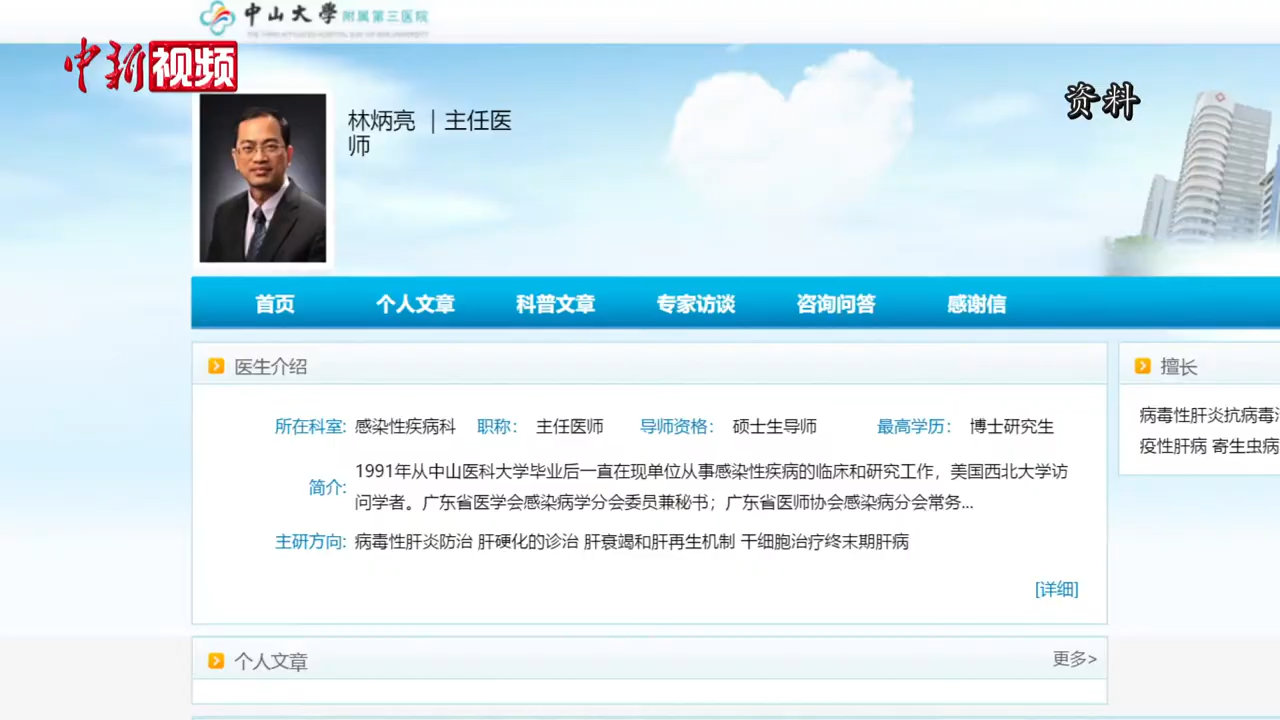 中山大學附属第三医院
中新视频
资料
林炳亮 ｜主任医
师
首页 个人文章 科普文章 专家访谈 咨询问答 感谢信
医生介绍
所在科室: 感染性疾病科 职称： 主任医师 导师资格： 硕士生导师 最高学历： 博士研究生
简介: 1991年从中山医科大学毕业后一直在现单位从事感染性疾病的临床和研究工作，美国西北大学访
问学者。广东省医学会感染病学分会委员兼秘书；广东省医师协会感染病分会常务...
主研方向: 病毒性肝炎防治 肝硬化的诊治 肝衰竭和肝再生机制 干细胞治疗终末期肝病
[详细]
擅长
病毒性肝炎抗病毒
疫性肝病 寄生虫病
个人文章 更多>